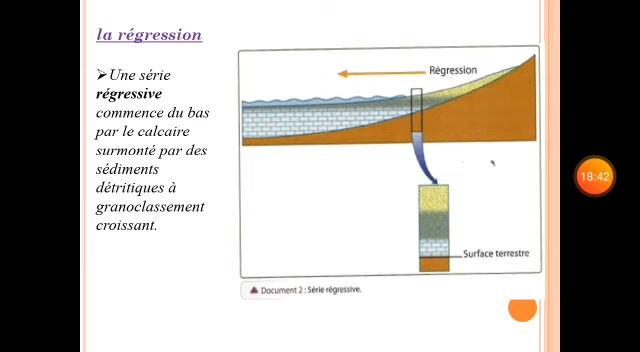 la régression
➤Une série
régressive
commence du bas
par le calcaire
surmonté par des
sédiments
détritiques à
granoclassement
croissant.
Régression
Surface terrestre
Document 2 : Série régressive.
18:42